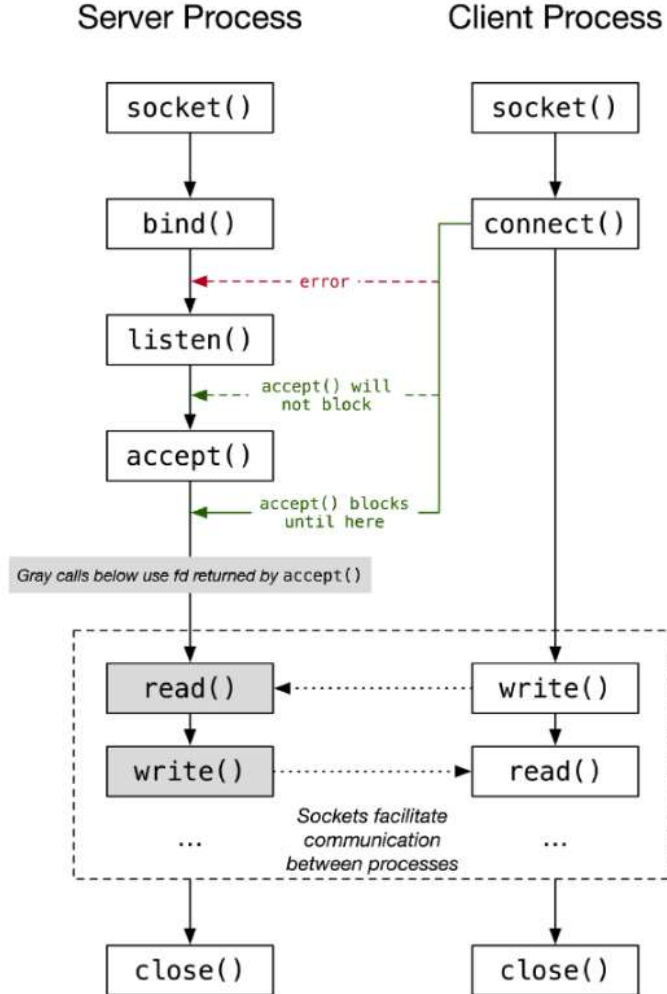 Server Process
Client Process
socket()
socket()
bind()
connect()
error
listen()
accept() will
not block
accept()
accept() blocks
until here
Gray calls below use fd returned by accept()
read()
write()
write()
read()
Sockets facilitate
communication
between processes
...
...
close()
close()